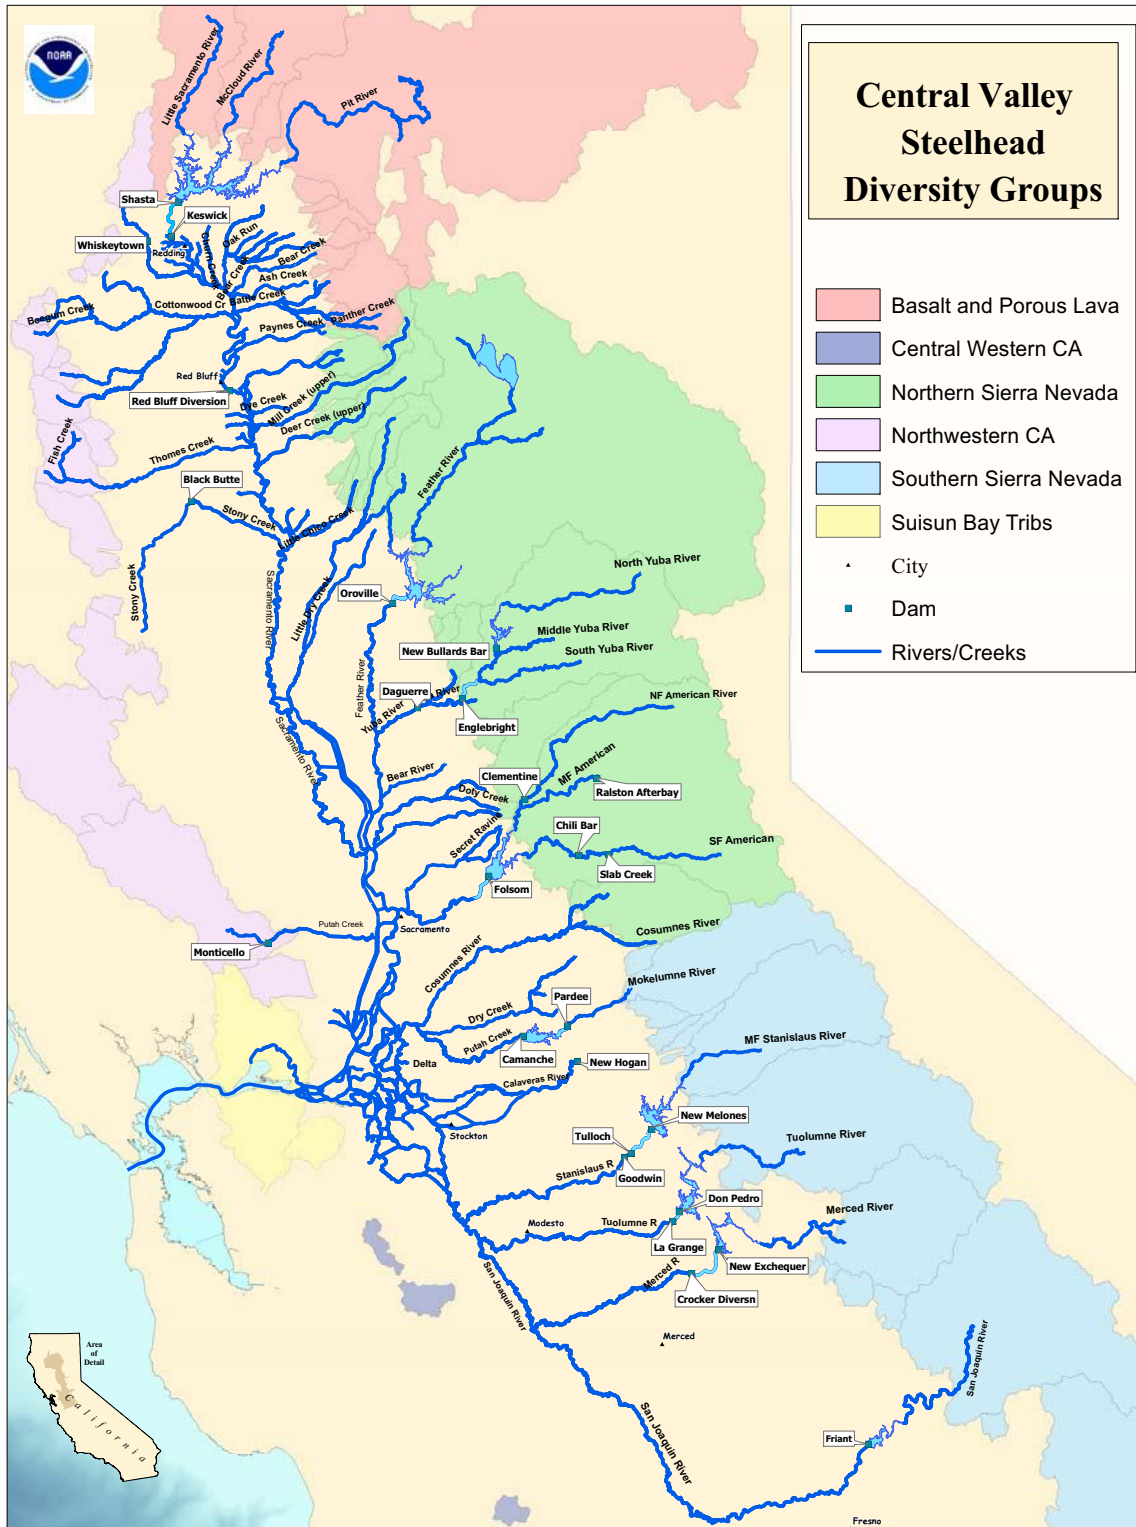 NOAA
Central Valley
Steelhead
Diversity Groups
Basalt and Porous Lava
Central Western CA
Northern Sierra Nevada
Northwestern CA
Southern Sierra Nevada
Suisun Bay Tribs
City
Dam
Rivers/Creeks
Little Sacramento River
McCloud River
Pit River
Shasta
Keswick
Whiskeytown
Redding
Churn Creek
Oak Run
Bear Creek
Bear Creek
Ash Creek
Beegum Creek
Cottonwood Cr
Battle Creek
Panther Creek
Paynes Creek
Red Bluff
Red Bluff Diversion
Dye Creek
Mill Creek (upper)
Deer Creek (upper)
Fish Creek
Thomes Creek
Black Butte
Stony Creek
Stony Creek
Little Chico Creek
Feather River
Sacramento River
Little Dry Creek
Oroville
North Yuba River
Middle Yuba River
New Bullards Bar
South Yuba River
Feather River
Daguerre
Yuba River
River
Englebright
NF American River
Sacramento River
Bear River
Clementine
MF American
Doty Creek
Ralston Afterbay
Secret Ravine
Chili Bar
SF American
Slab Creek
Folsom
Putah Creek
Sacramento
Monticello
Cosumnes River
Cosumnes River
Mokelumne River
Dry Creek
Pardee
Putah Creek
Camanche
MF Stanislaus River
Delta
New Hogan
Calaveras River
New Melones
Stockton
Tulloch
Tuolumne River
Stanislaus R
Goodwin
Don Pedro
Modesto
Tuolumne R
La Grange
Merced River
New Exchequer
San Joaquin River
Merced R
Crocker Diversn
Merced
San Joaquin River
San Joaquin River
Friant
Fresno
Area
of
Detail
California